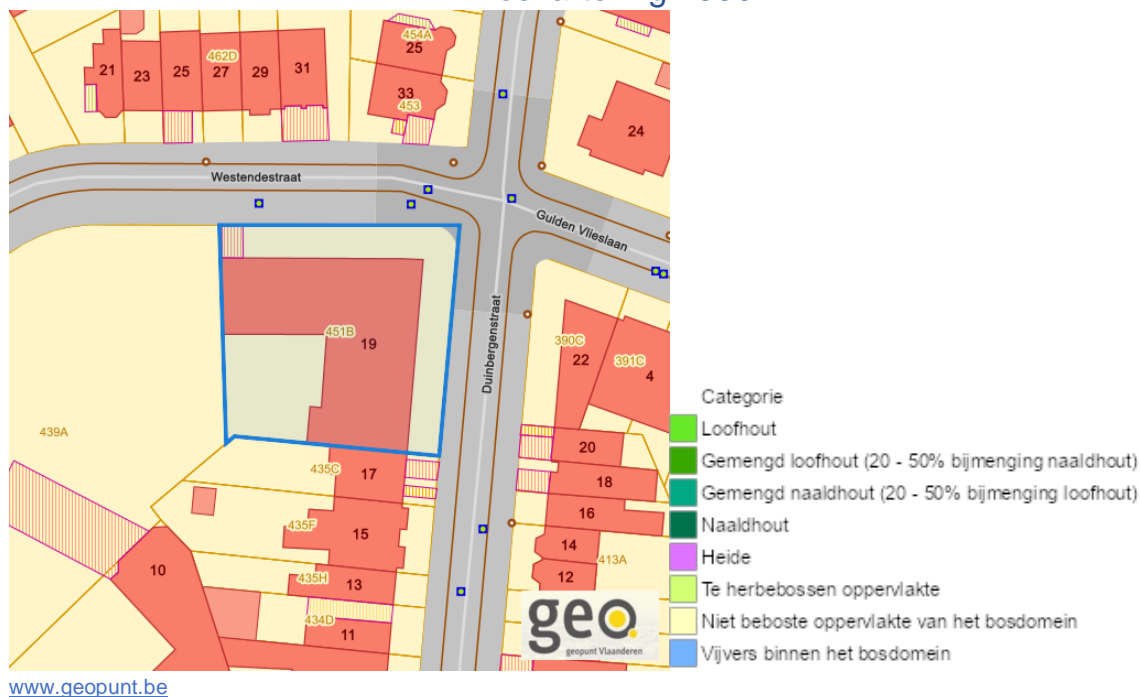 454A
25
462D
21
23
25
27
29
31
33
453
24
Westendestraat
Gulden Vlieslaan
Duinbergenstraat
451B
19
390C
22
391C
4
439A
435C
17
20
18
16
435F
15
14
413A
12
10
435H
13
434D
11
geo
geopunt Vlaanderen
Categorie
Loofhout
Gemengd loofhout (20 - 50% bijmenging naaldhout)
Gemengd naaldhout (20 - 50% bijmenging loofhout)
Naaldhout
Heide
Te herbebossen oppervlakte
Niet beboste oppervlakte van het bosdomein
Vijvers binnen het bosdomein
www.geopunt.be